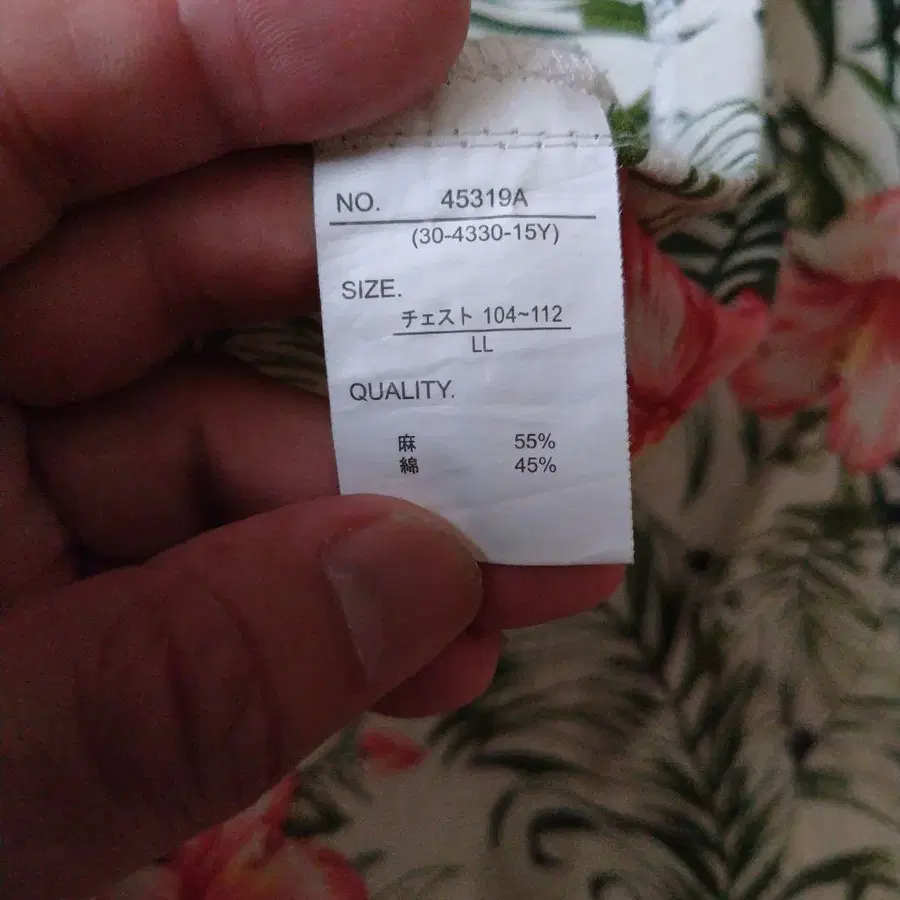 NO. 45319A
(30-4330-15Y)
SIZE.
チェスト 104~112
LL
QUALITY.
麻 55%
綿 45%